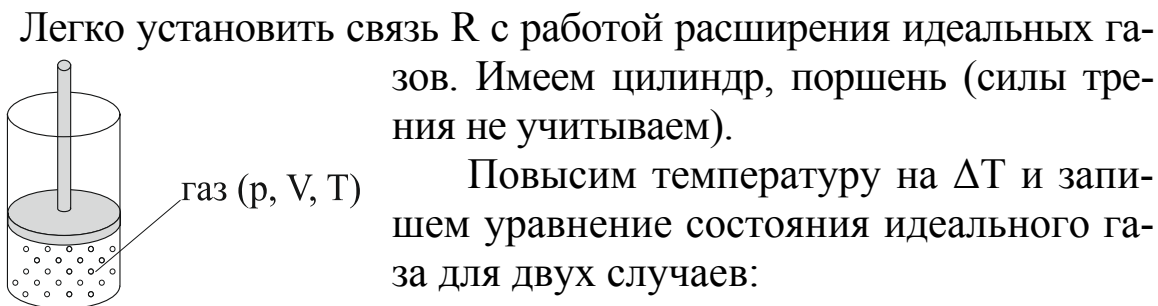 Легко установить связь R с работой расширения идеальных га-
зов. Имеем цилиндр, поршень (силы тре-
ния не учитываем).
газ (p, V, T)
Повысим температуру на ΔT и запи-
шем уравнение состояния идеального га-
за для двух случаев: